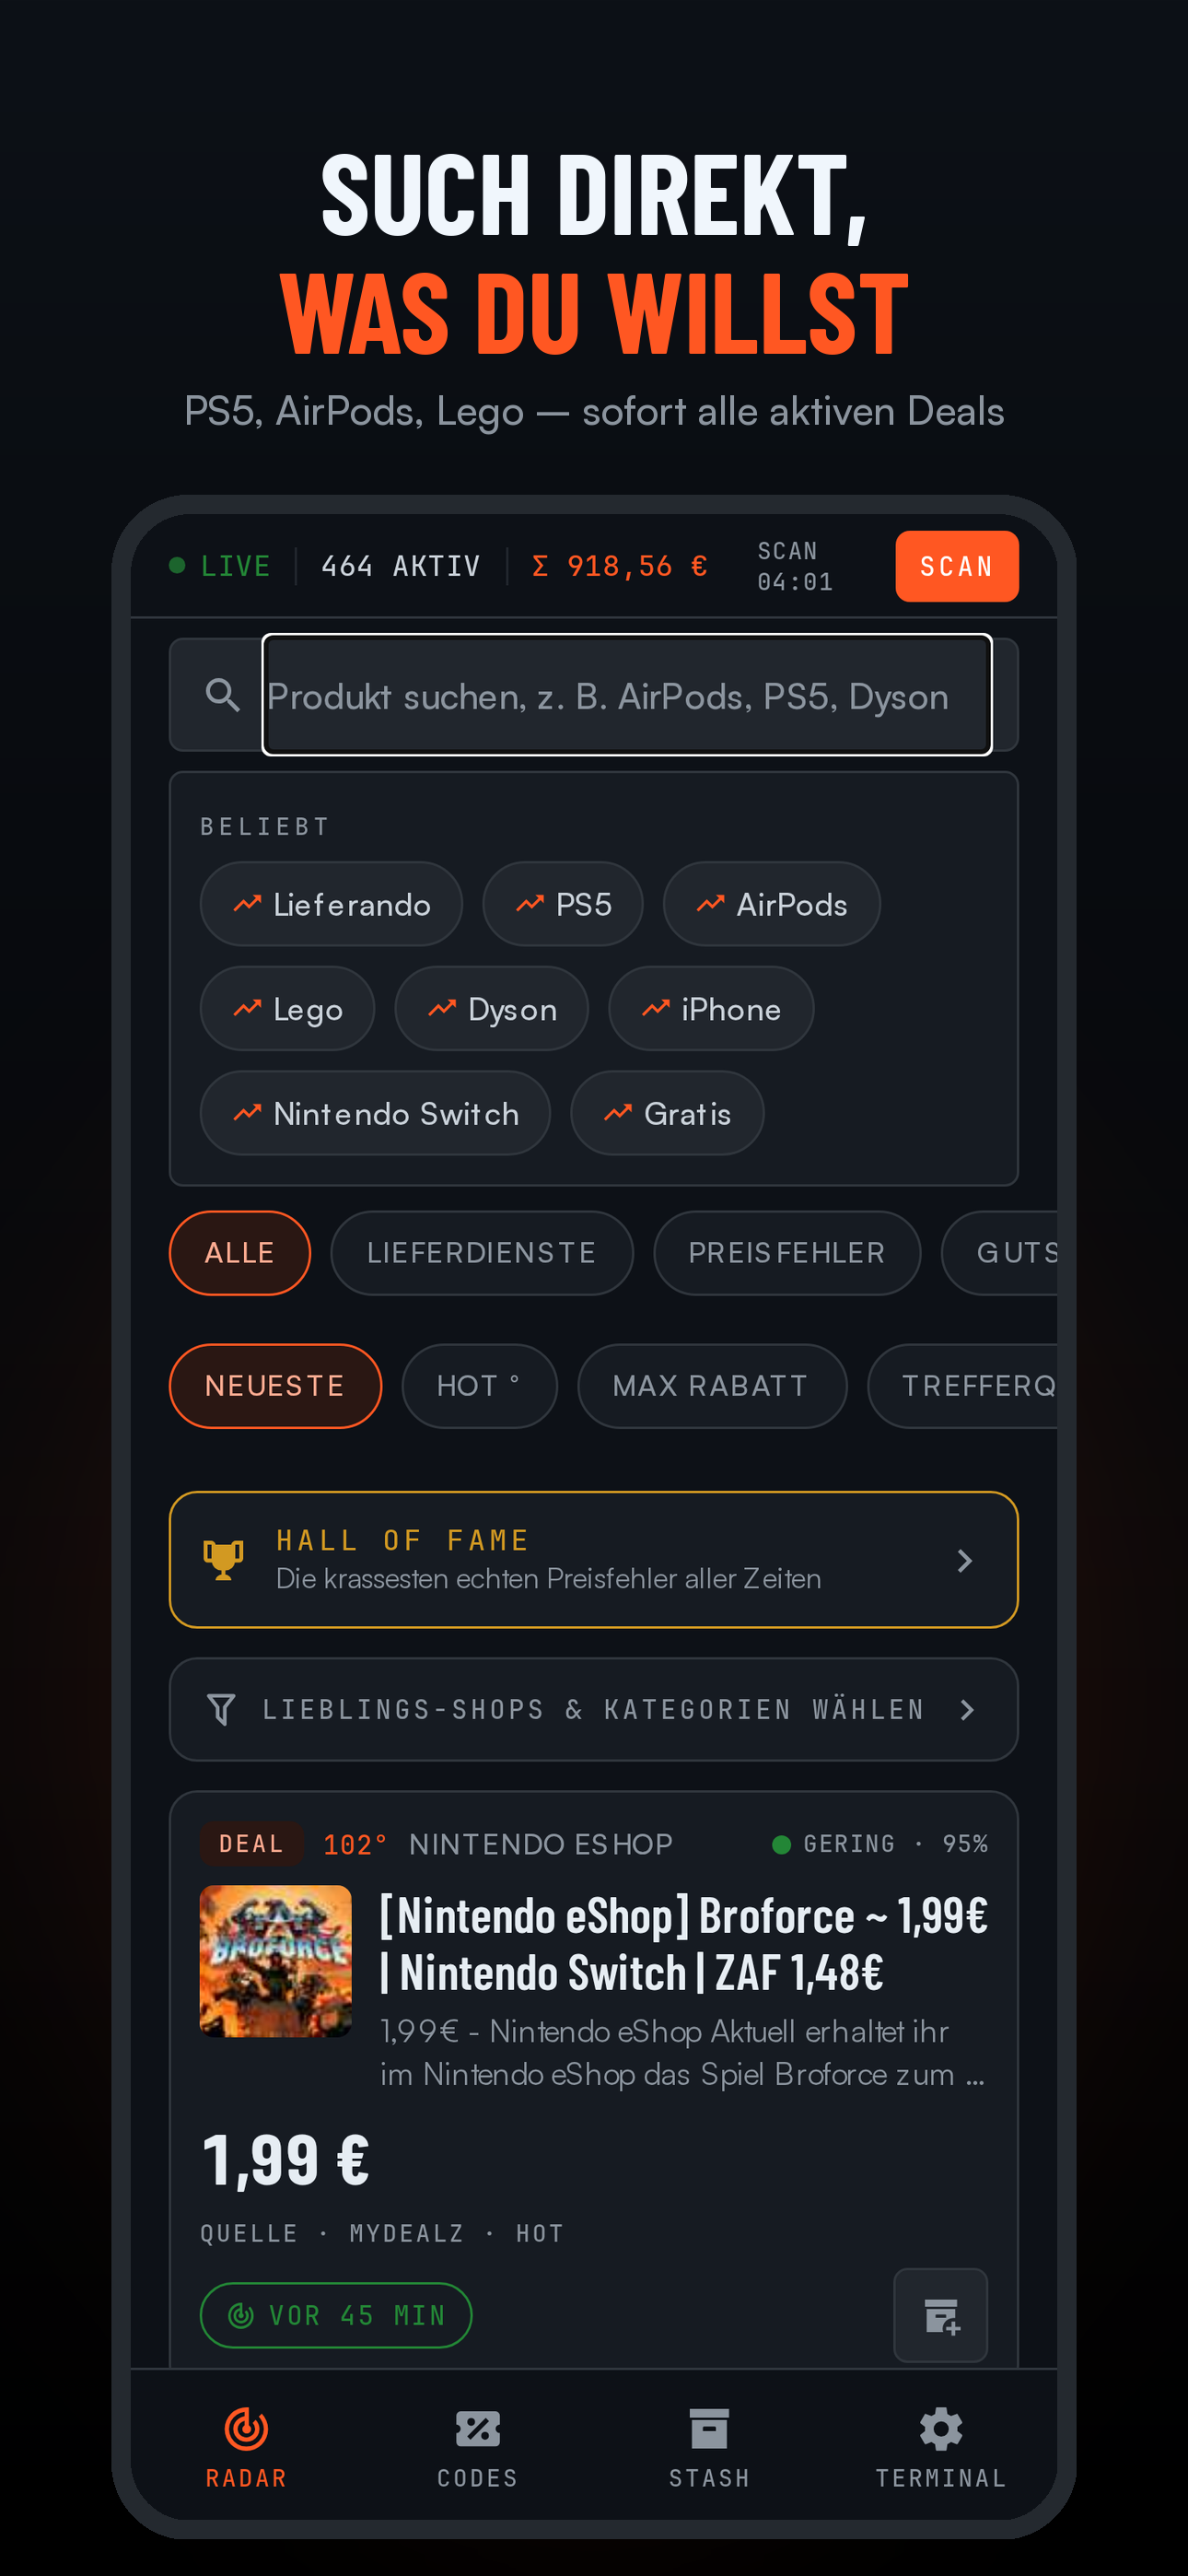 SUCH DIREKT,
WAS DU WILLST
PS5, AirPods, Lego — sofort alle aktiven Deals
LIVE 464 AKTIV Σ 918,56 € SCAN 04:01 SCAN
Produkt suchen, z. B. AirPods, PS5, Dyson
BELIEBT
Lieferando PS5 AirPods
Lego Dyson iPhone
Nintendo Switch Gratis
ALLE LIEFERDIENSTE PREISFEHLER GUTS
NEUESTE HOT ° MAX RABATT TREFFERQ
HALL OF FAME
Die krassesten echten Preisfehler aller Zeiten
LIEBLINGS-SHOPS & KATEGORIEN WÄHLEN
DEAL 102° NINTENDO ESHOP GERING · 95%
BROFORCE
[Nintendo eShop] Broforce ~ 1,99€
| Nintendo Switch | ZAF 1,48€
1,99€ - Nintendo eShop Aktuell erhaltet ihr
im Nintendo eShop das Spiel Broforce zum ...
1,99 €
QUELLE · MYDEALZ · HOT
VOR 45 MIN
RADAR CODES STASH TERMINAL